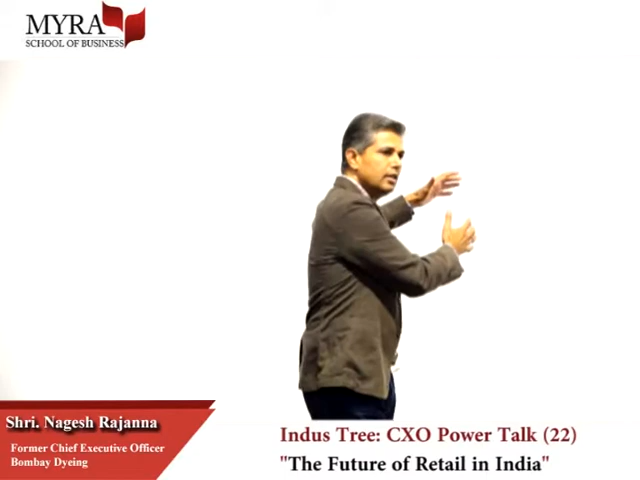 MYRA
SCHOOL OF BUSINESS
Shri. Nagesh Rajanna
Former Chief Executive Officer
Bombay Dyeing
Indus Tree: CXO Power Talk (22)
"The Future of Retail in India"